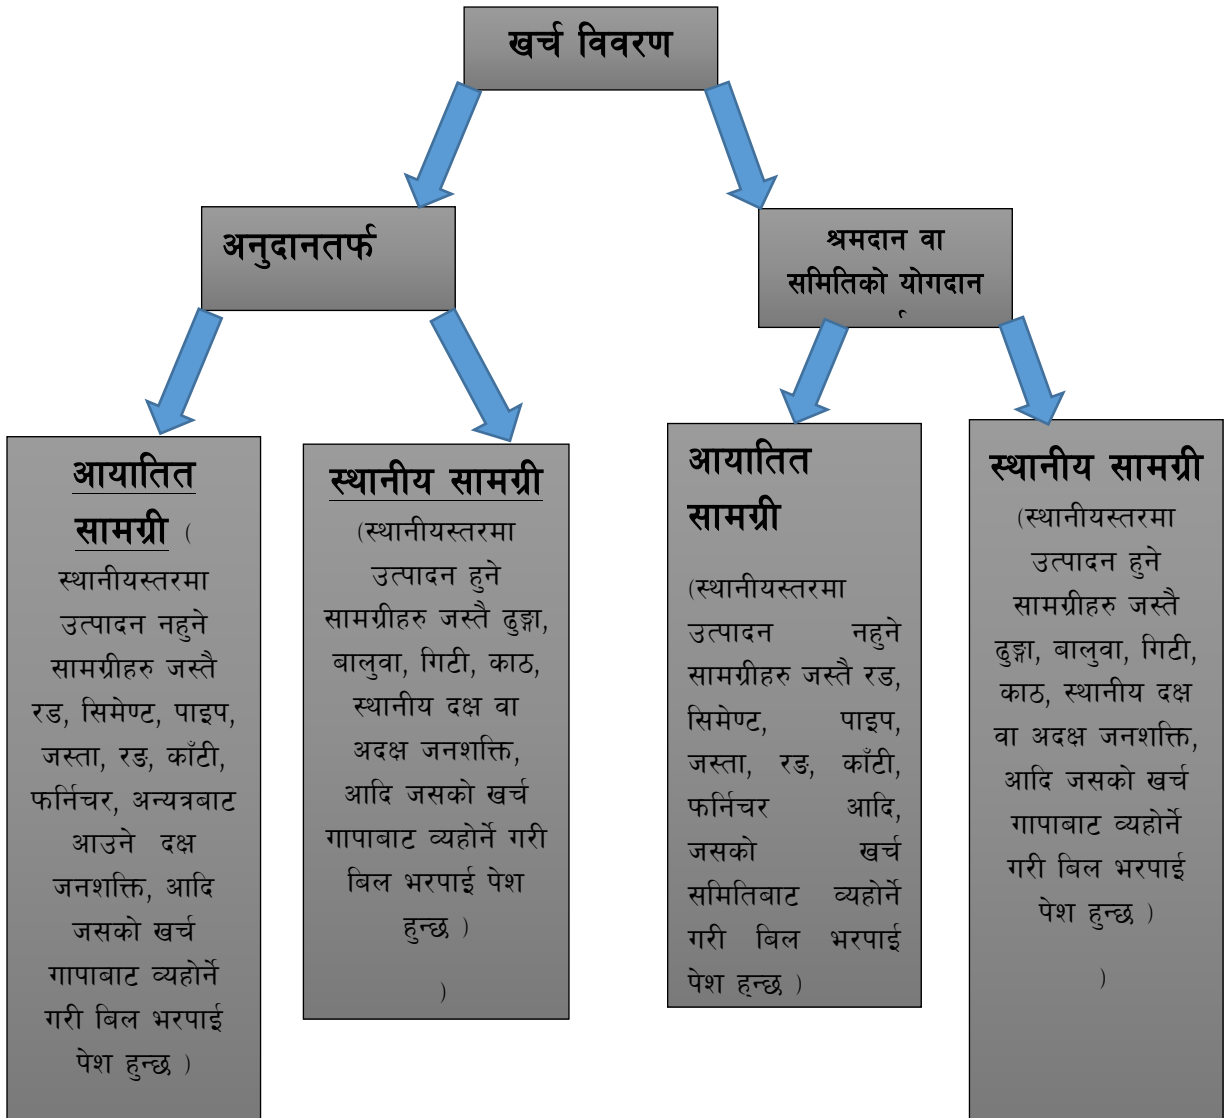 खर्च विवरण
अनुदानतर्फ
श्रमदान वा
समितिको योगदान
आयातित
सामग्री (
स्थानीयस्तरमा
उत्पादन नहुने
सामग्रीहरु जस्तै
रड, सिमेण्ट, पाइप,
जस्ता, रङ, काँटी,
फर्निचर, अन्यत्रबाट
आउने दक्ष
जनशक्ति, आदि
जसको खर्च
गापाबाट व्यहोर्ने
गरी बिल भरपाई
पेश हुन्छ )
स्थानीय सामग्री
(स्थानीयस्तरमा
उत्पादन हुने
सामग्रीहरु जस्तै ढुङ्गा,
बालुवा, गिटी, काठ,
स्थानीय दक्ष वा
अदक्ष जनशक्ति,
आदि जसको खर्च
गापाबाट व्यहोर्ने गरी
बिल भरपाई पेश
हुन्छ )
)
आयातित
सामग्री
(स्थानीयस्तरमा
उत्पादन नहुने
सामग्रीहरु जस्तै रड,
सिमेण्ट, पाइप,
जस्ता, रङ, काँटी,
फर्निचर आदि,
जसको खर्च
समितिबाट व्यहोर्ने
गरी बिल भरपाई
पेश हुन्छ )
स्थानीय सामग्री
(स्थानीयस्तरमा
उत्पादन हुने
सामग्रीहरु जस्तै
ढुङ्गा, बालुवा, गिटी,
काठ, स्थानीय दक्ष
वा अदक्ष जनशक्ति,
आदि जसको खर्च
गापाबाट व्यहोर्ने
गरी बिल भरपाई
पेश हुन्छ )
)